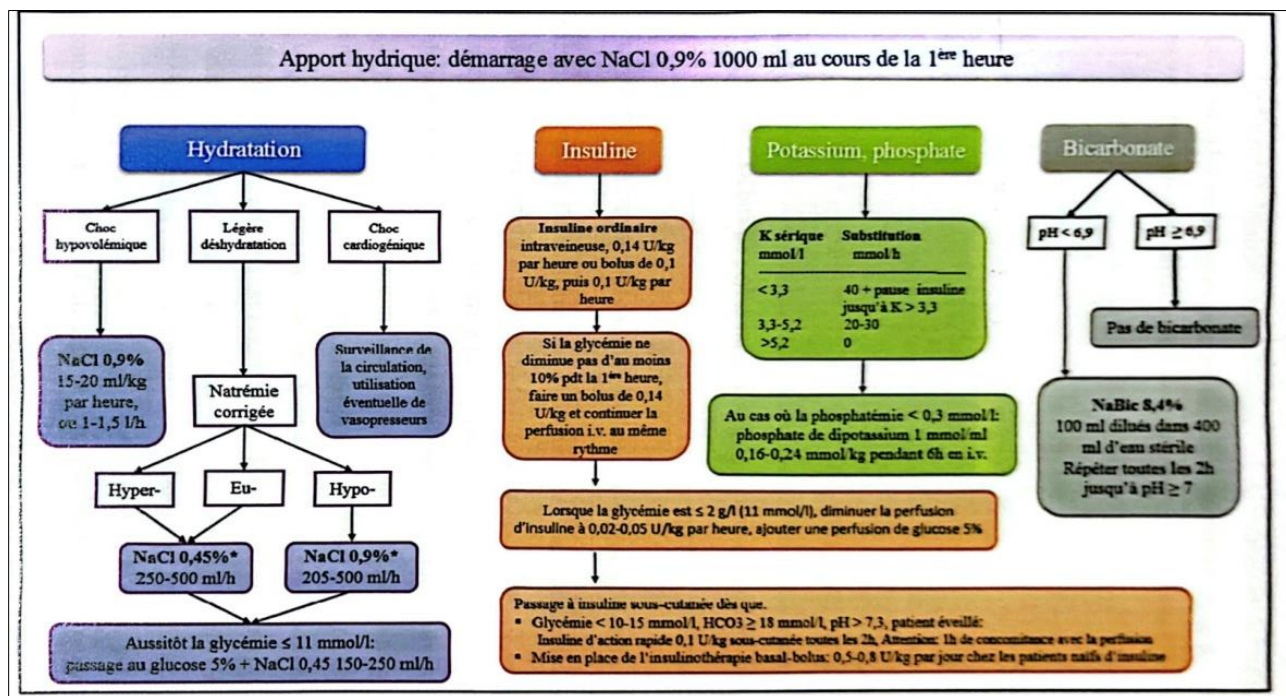 Apport hydrique: démarrage avec NaCl 0,9% 1000 ml au cours de la 1ère heure
Hydratation
Choc
hypovolémique
Légère
déshydratation
Choc
cardiogénique
NaCl 0,9%
15-20 ml/kg
par heure,
ou 1-1,5 l/h
Natrémie
corrigée
Surveillance de
la circulation,
utilisation
éventuelle de
vasopresseurs
Hyper-
Eu-
Hypo-
NaCl 0,45%*
250-500 ml/h
NaCl 0,9%*
205-500 ml/h
Aussitôt la glycémie ≤ 11 mmol/l:
passage au glucose 5% + NaCl 0,45 150-250 ml/h
Insuline
Insuline ordinaire
intraveineuse, 0,14 U/kg
par heure ou bolus de 0,1
U/kg, puis 0,1 U/kg par
heure
Si la glycémie ne
diminue pas d'au moins
10% pdt la 1ère heure,
faire un bolus de 0,14
U/kg et continuer la
perfusion i.v. au même
rythme
Potassium, phosphate
K sérique Substitution
mmol/l mmol/h
< 3,3 40 + pause insuline
jusqu'à K > 3,3
3,3-5,2 20-30
>5,2 0
Au cas où la phosphatémie < 0,3 mmol/l:
phosphate de dipotassium 1 mmol/ml
0,16-0,24 mmol/kg pendant 6h en i.v.
Bicarbonate
pH < 6,9
pH ≥ 6,9
Pas de bicarbonate
NaBic 8,4%
100 ml dilués dans 400
ml d'eau stérile
Répéter toutes les 2h
jusqu'à pH ≥ 7
Lorsque la glycémie est ≤ 2 g/l (11 mmol/l), diminuer la perfusion
d'insuline à 0,02-0,05 U/kg par heure, ajouter une perfusion de glucose 5%
Passage à insuline sous-cutanée dès que.
▪ Glycémie < 10-15 mmol/l, HCO3 ≥ 18 mmol/l, pH > 7,3, patient éveillé:
Insuline d'action rapide 0,1 U/kg sous-cutanée toutes les 2h, Attention: 1h de concomitance avec la perfusion
▪ Mise en place de l'insulinothérapie basal-bolus: 0,5-0,8 U/kg par jour chez les patients naïfs d'insuline